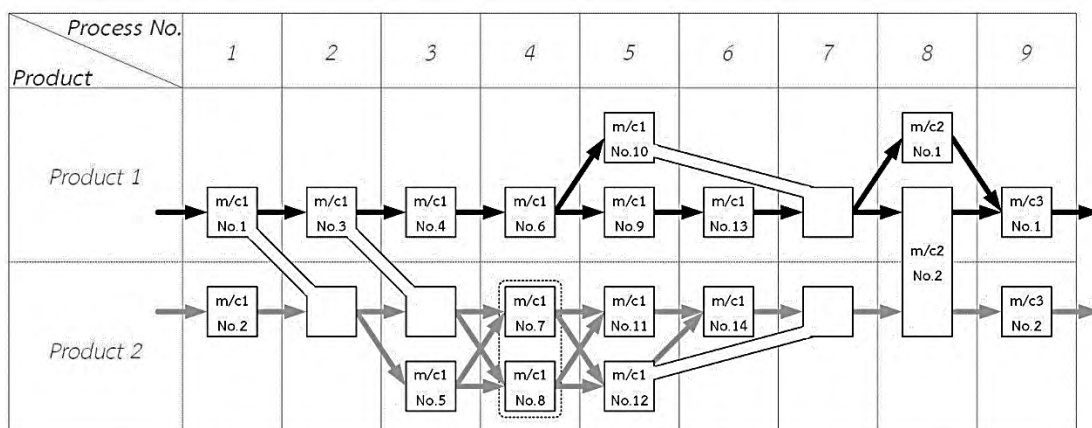 Process No.
Product
1 2 3 4 5 6 7 8 9
Product 1
m/c1
No.10
m/c2
No.1
m/c1
No.1
m/c1
No.3
m/c1
No.4
m/c1
No.6
m/c1
No.9
m/c1
No.13
m/c3
No.1
m/c2
No.2
Product 2
m/c1
No.2
m/c1
No.7
m/c1
No.11
m/c1
No.14
m/c3
No.2
m/c1
No.5
m/c1
No.8
m/c1
No.12